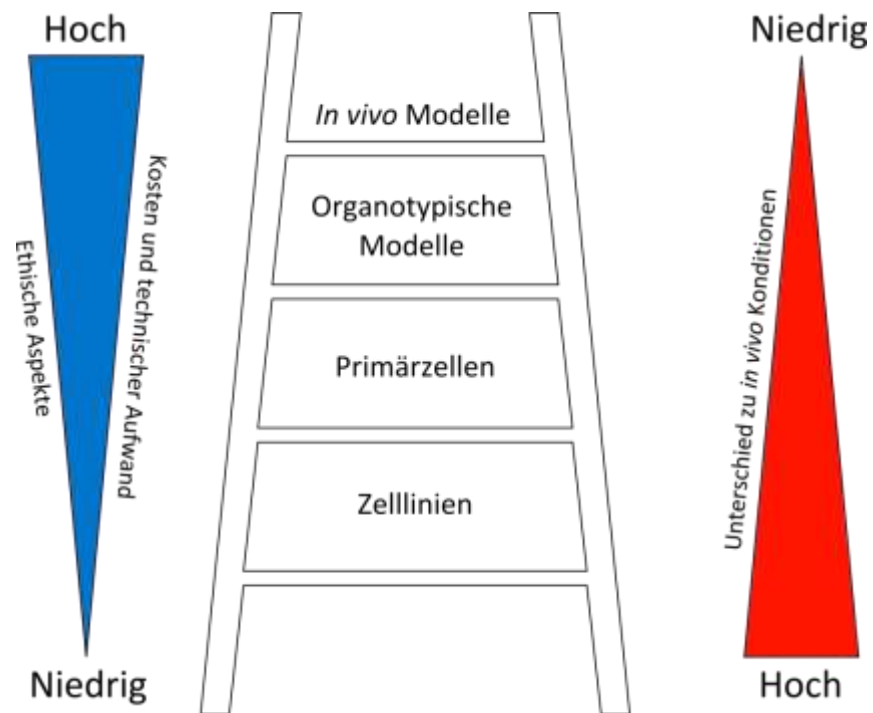 Hoch
Niedrig
In vivo Modelle
Organotypische
Modelle
Primärzellen
Zelllinien
Ethische Aspekte
Kosten und technischer Aufwand
Unterschied zu in vivo Konditionen
Niedrig
Hoch